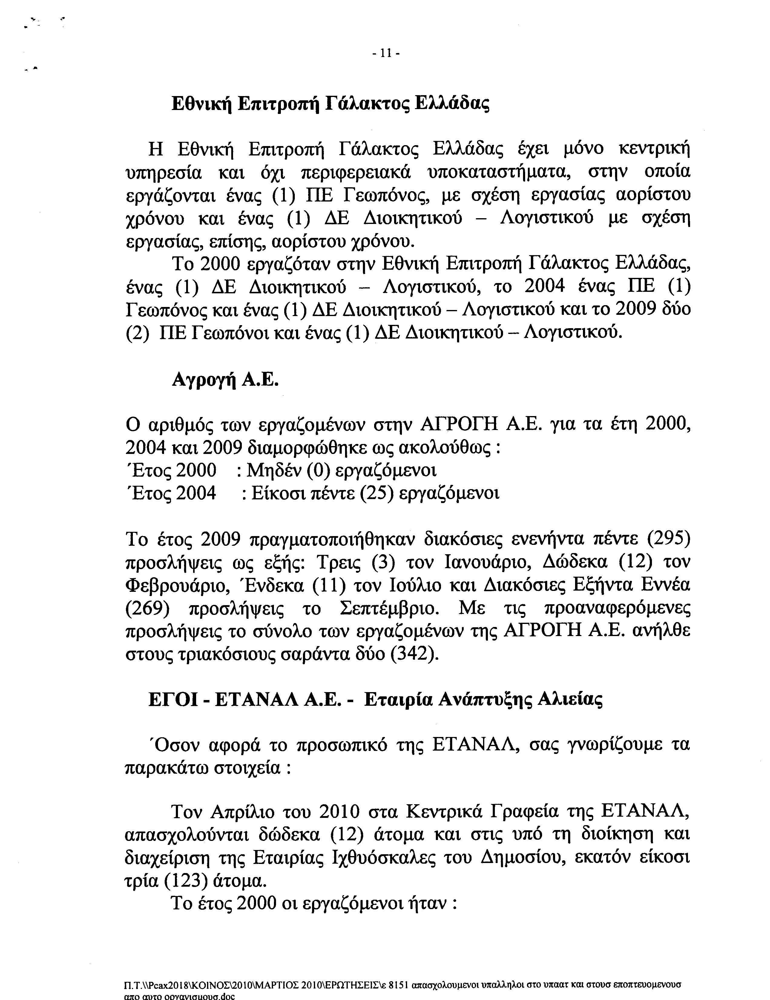 - 11 -
Εθνική Επιτροπή Γάλακτος Ελλάδας
Η Εθνική Επιτροπή Γάλακτος Ελλάδας έχει μόνο κεντρική
υπηρεσία και όχι περιφερειακά υποκαταστήματα, στην οποία
εργάζονται ένας (1) ΠΕ Γεωπόνος, με σχέση εργασίας αορίστου
χρόνου και ένας (1) ΔΕ Διοικητικού – Λογιστικού με σχέση
εργασίας, επίσης, αορίστου χρόνου.
Το 2000 εργαζόταν στην Εθνική Επιτροπή Γάλακτος Ελλάδας,
ένας (1) ΔΕ Διοικητικού – Λογιστικού, το 2004 ένας ΠΕ (1)
Γεωπόνος και ένας (1) ΔΕ Διοικητικού – Λογιστικού και το 2009 δύο
(2) ΠΕ Γεωπόνοι και ένας (1) ΔΕ Διοικητικού – Λογιστικού.
Αγρογή Α.Ε.
Ο αριθμός των εργαζομένων στην ΑΓΡΟΓΗ Α.Ε. για τα έτη 2000,
2004 και 2009 διαμορφώθηκε ως ακολούθως :
Έτος 2000 : Μηδέν (0) εργαζόμενοι
Έτος 2004 : Είκοσι πέντε (25) εργαζόμενοι
Το έτος 2009 πραγματοποιήθηκαν διακόσιες ενενήντα πέντε (295)
προσλήψεις ως εξής: Τρεις (3) τον Ιανουάριο, Δώδεκα (12) τον
Φεβρουάριο, Ένδεκα (11) τον Ιούλιο και Διακόσιες Εξήντα Εννέα
(269) προσλήψεις το Σεπτέμβριο. Με τις προαναφερόμενες
προσλήψεις το σύνολο των εργαζομένων της ΑΓΡΟΓΗ Α.Ε. ανήλθε
στους τριακόσιους σαράντα δύο (342).
ΕΓΟΙ - ΕΤΑΝΑΛ Α.Ε. - Εταιρία Ανάπτυξης Αλιείας
Όσον αφορά το προσωπικό της ΕΤΑΝΑΛ, σας γνωρίζουμε τα
παρακάτω στοιχεία :
Τον Απρίλιο του 2010 στα Κεντρικά Γραφεία της ΕΤΑΝΑΛ,
απασχολούνται δώδεκα (12) άτομα και στις υπό τη διοίκηση και
διαχείριση της Εταιρίας Ιχθυόσκαλες του Δημοσίου, εκατόν είκοσι
τρία (123) άτομα.
Το έτος 2000 οι εργαζόμενοι ήταν :
Π.Τ.\\Pcax2018\ΚΟΙΝΟΣ\2010\ΜΑΡΤΙΟΣ 2010\ΕΡΩΤΗΣΕΙΣ\ε 8151 απασχολουμενοι υπαλληλοι στο υπαατ και στουσ εποπτευομενουσ
απο αυτο οργανισμουσ.doc